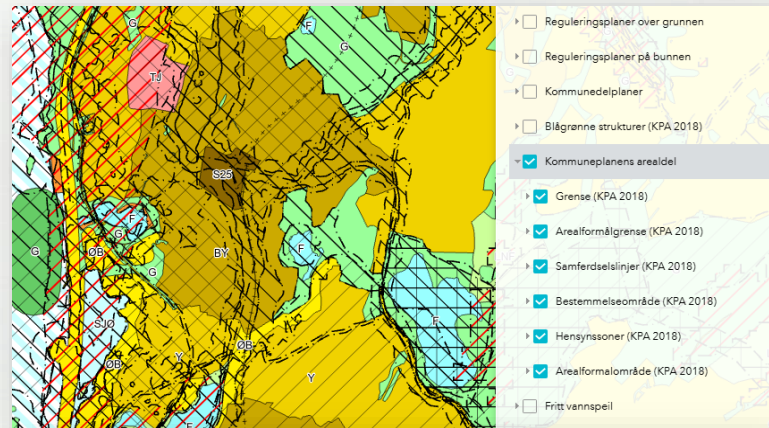 G
F
G
TJ
S25
F
G
G
ØB
BY
F
G
SJØ
F
ØB
Y
ØB
Y
F
Reguleringsplaner over grunnen
Reguleringsplaner på bunnen
Kommunedelplaner
Blågrønne strukturer (KPA 2018)
Kommuneplanens arealdel
Grense (KPA 2018)
Arealformålgrense (KPA 2018)
Samferdselslinjer (KPA 2018)
Bestemmelseområde (KPA 2018)
Hensynssoner (KPA 2018)
Arealformalområde (KPA 2018)
Fritt vannspeil